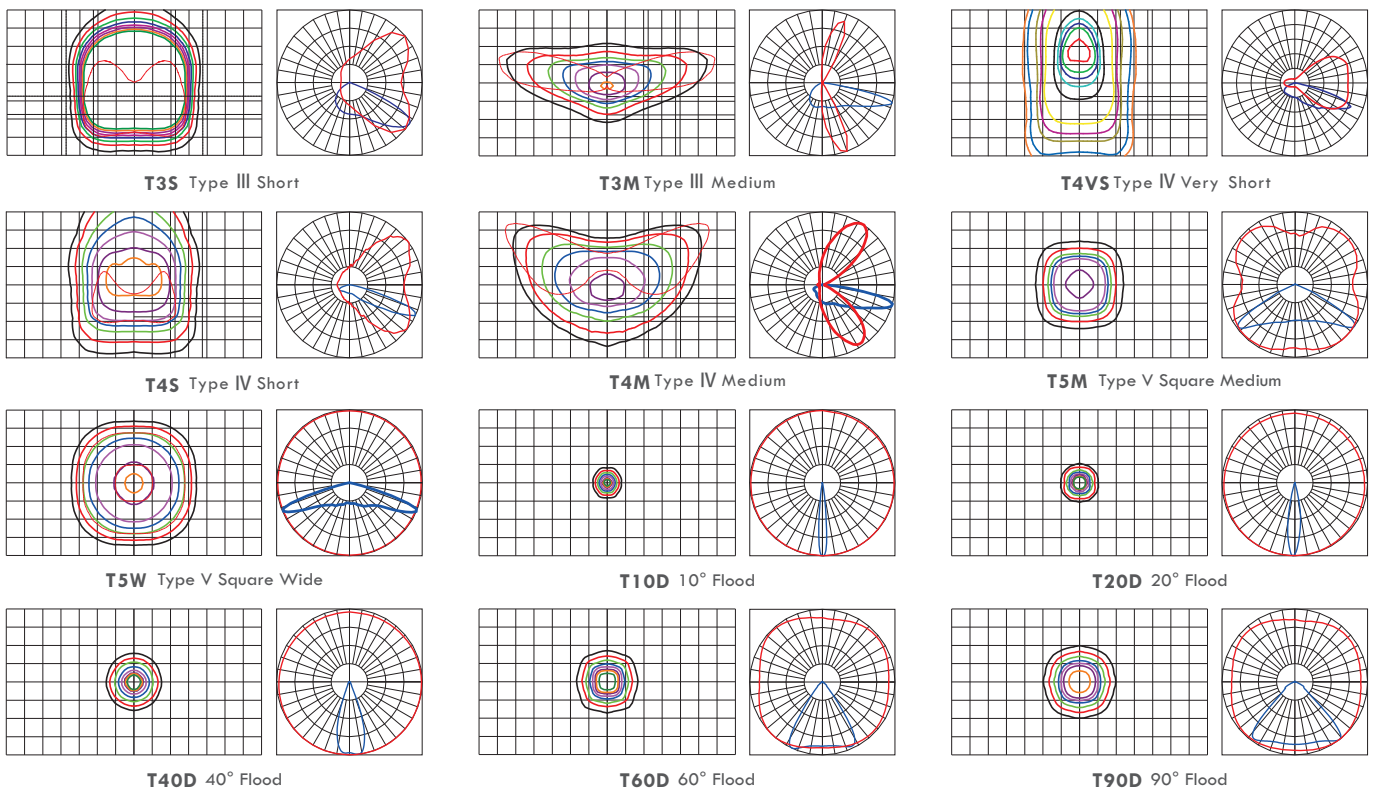 T3S Type III Short
T3M Type III Medium
T4VS Type IV Very Short
T4S Type IV Short
T4M Type IV Medium
T5M Type V Square Medium
T5W Type V Square Wide
T10D 10° Flood
T20D 20° Flood
T40D 40° Flood
T60D 60° Flood
T90D 90° Flood